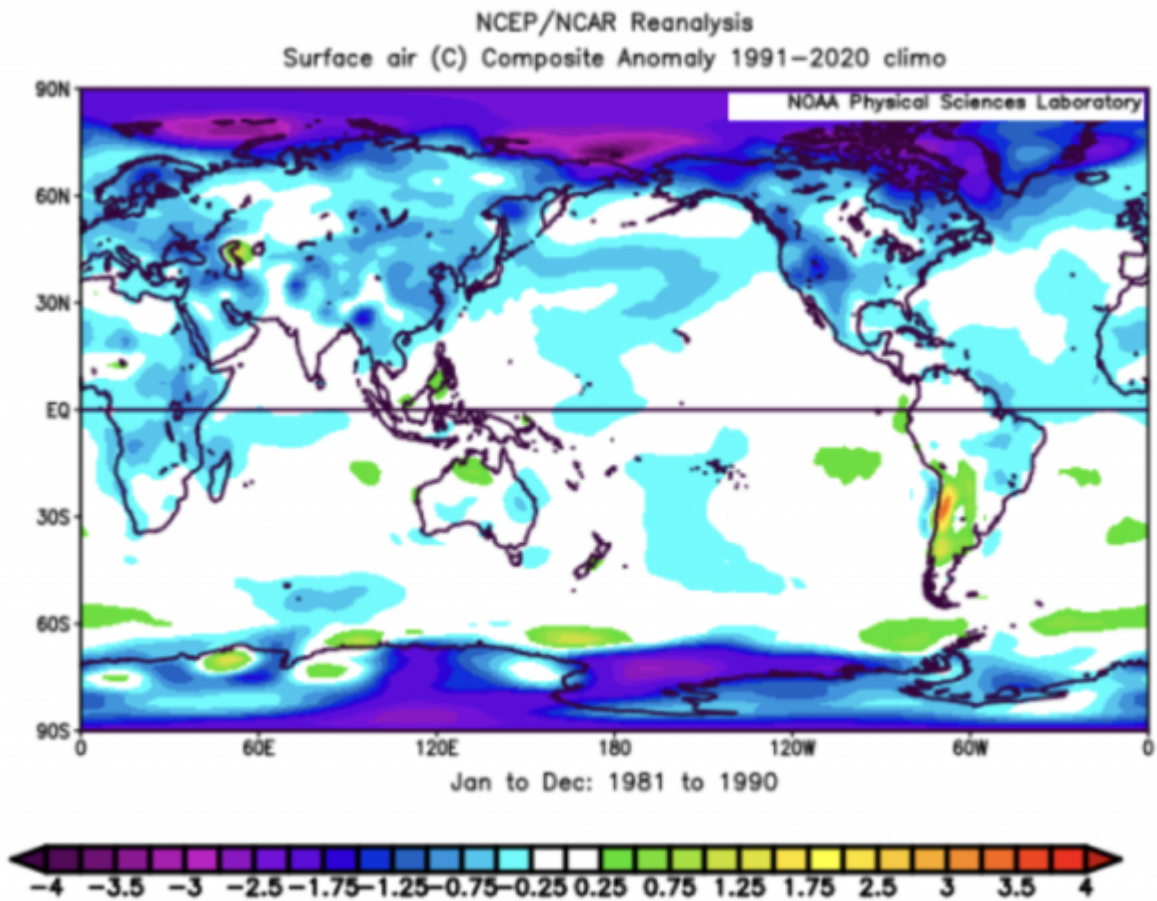 NCEP/NCAR Reanalysis
Surface air (C) Composite Anomaly 1991−2020 climo
90N
NOAA Physical Sciences Laboratory
60N
30N
EQ
30S
60S
90S
0 60E 120E 180 120W 60W 0
Jan to Dec: 1981 to 1990
−4 −3.5 −3 −2.5 −1.75 −1.25 −0.75 −0.25 0.25 0.75 1.25 1.75 2.5 3 3.5 4